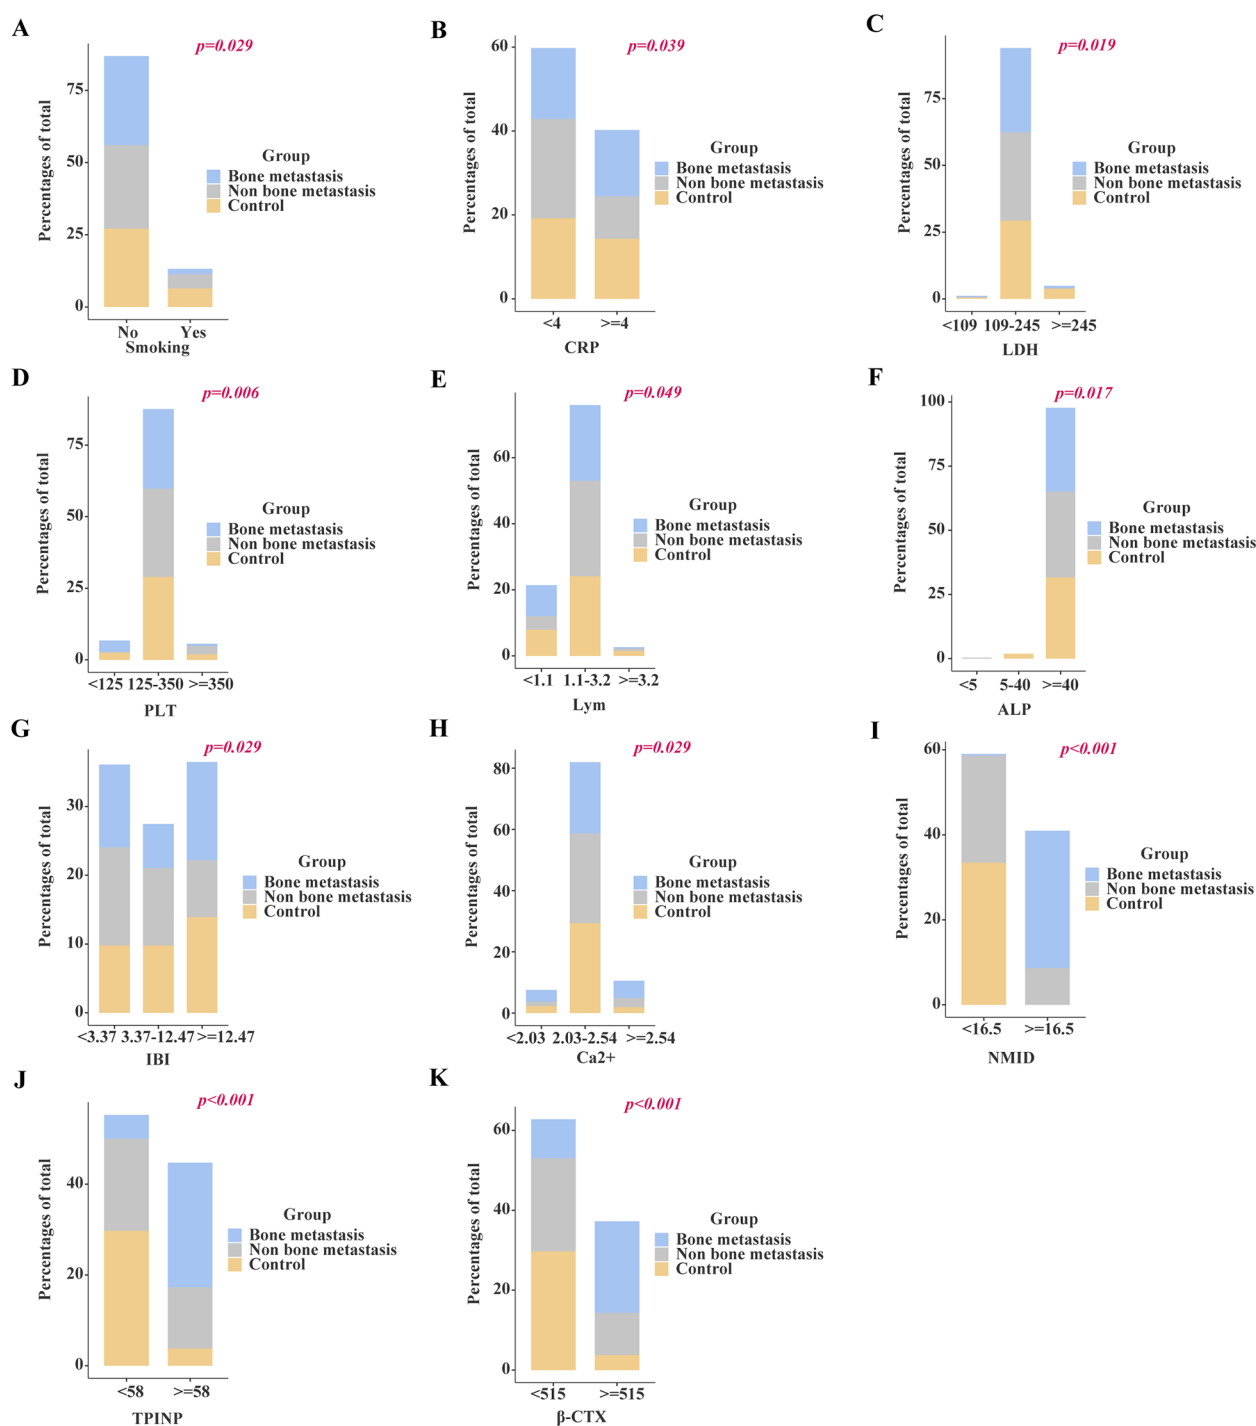 A
p=0.029
Percentages of total
75
50
25
0
No Yes
Smoking
Group
Bone metastasis
Non bone metastasis
Control
B
p=0.039
Percentages of total
60
40
20
0
<4 >=4
CRP
Group
Bone metastasis
Non bone metastasis
Control
C
p=0.019
Percentages of total
75
50
25
0
<109 109-245 >=245
LDH
Group
Bone metastasis
Non bone metastasis
Control
D
p=0.006
Percentages of total
75
50
25
0
<125 125-350 >=350
PLT
Group
Bone metastasis
Non bone metastasis
Control
E
p=0.049
Percentages of total
60
40
20
0
<1.1 1.1-3.2 >=3.2
Lym
Group
Bone metastasis
Non bone metastasis
Control
F
p=0.017
Percentages of total
100
75
50
25
0
<5 5-40 >=40
ALP
Group
Bone metastasis
Non bone metastasis
Control
G
p=0.029
Percentages of total
30
20
10
0
<3.37 3.37-12.47 >=12.47
IBI
Group
Bone metastasis
Non bone metastasis
Control
H
p=0.029
Percentages of total
80
60
40
20
0
<2.03 2.03-2.54 >=2.54
Ca2+
Group
Bone metastasis
Non bone metastasis
Control
I
p<0.001
Percentages of total
60
40
20
0
<16.5 >=16.5
NMID
Group
Bone metastasis
Non bone metastasis
Control
J
p<0.001
Percentages of total
40
20
0
<58 >=58
TPINP
Group
Bone metastasis
Non bone metastasis
Control
K
p<0.001
Percentages of total
60
40
20
0
<515 >=515
β-CTX
Group
Bone metastasis
Non bone metastasis
Control